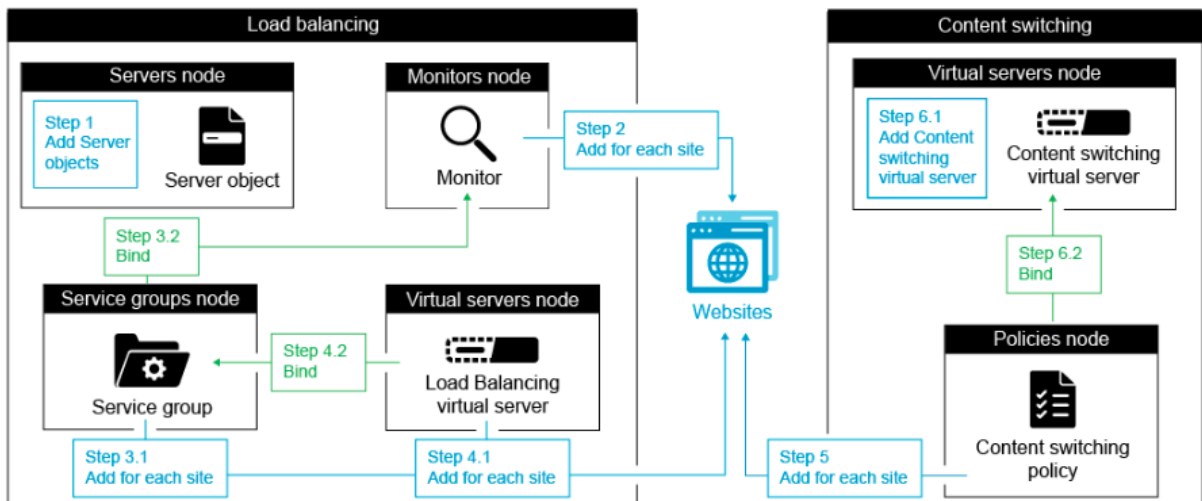 Load balancing
Servers node
Step 1
Add Server
objects
Server object
Monitors node
Monitor
Step 2
Add for each site
Step 3.2
Bind
Service groups node
Service group
Step 4.2
Bind
Virtual servers node
Load Balancing
virtual server
Step 3.1
Add for each site
Step 4.1
Add for each site
Websites
Content switching
Virtual servers node
Step 6.1
Add Content
switching
virtual server
Content switching
virtual server
Step 6.2
Bind
Policies node
Content switching
policy
Step 5
Add for each site